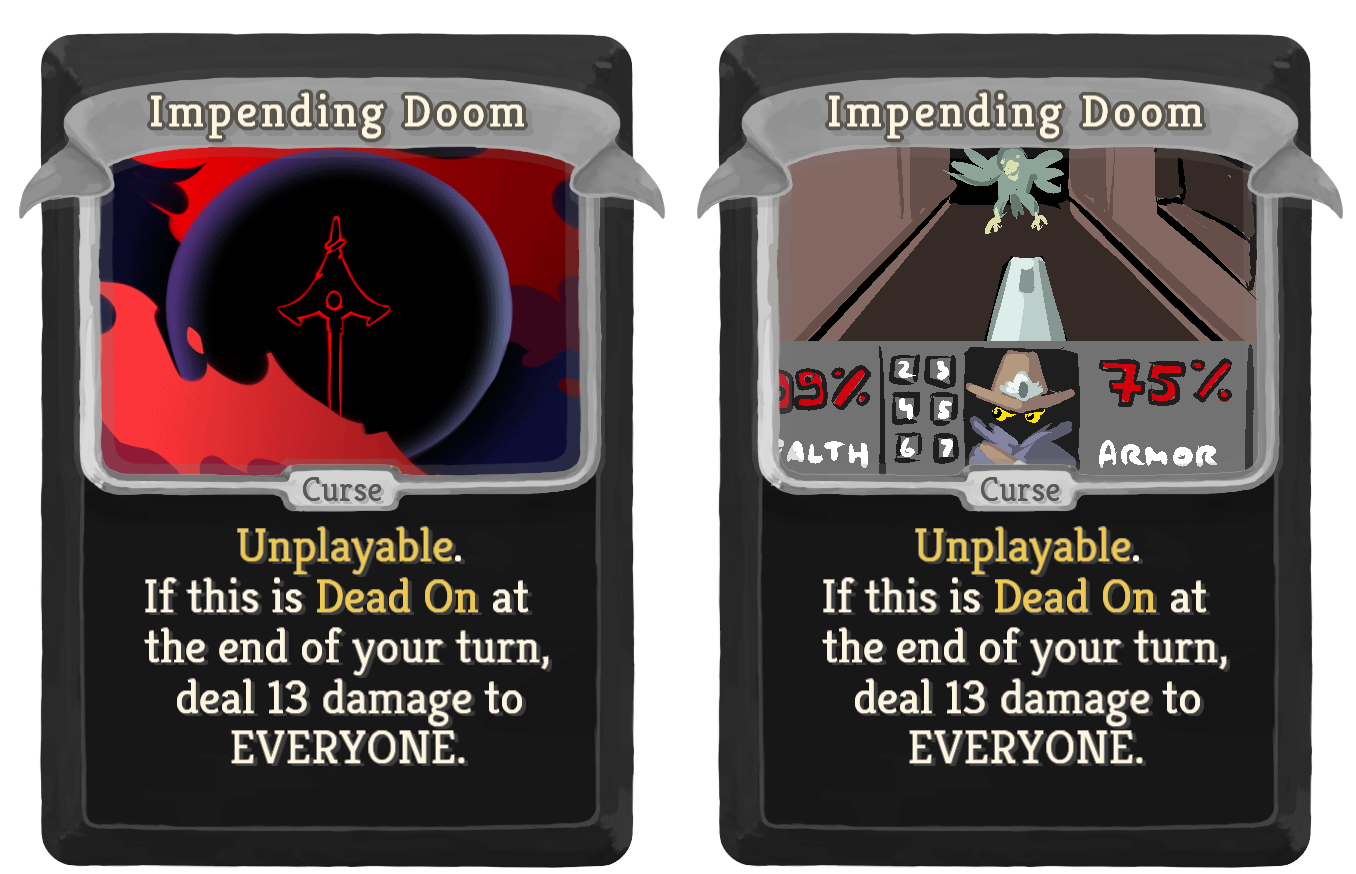 Impending Doom
Curse
Unplayable.
If this is Dead On at
the end of your turn,
deal 13 damage to
EVERYONE.
Impending Doom
2 3
75%
4 5
6 7
ARMOR
Curse
Unplayable.
If this is Dead On at
the end of your turn,
deal 13 damage to
EVERYONE.